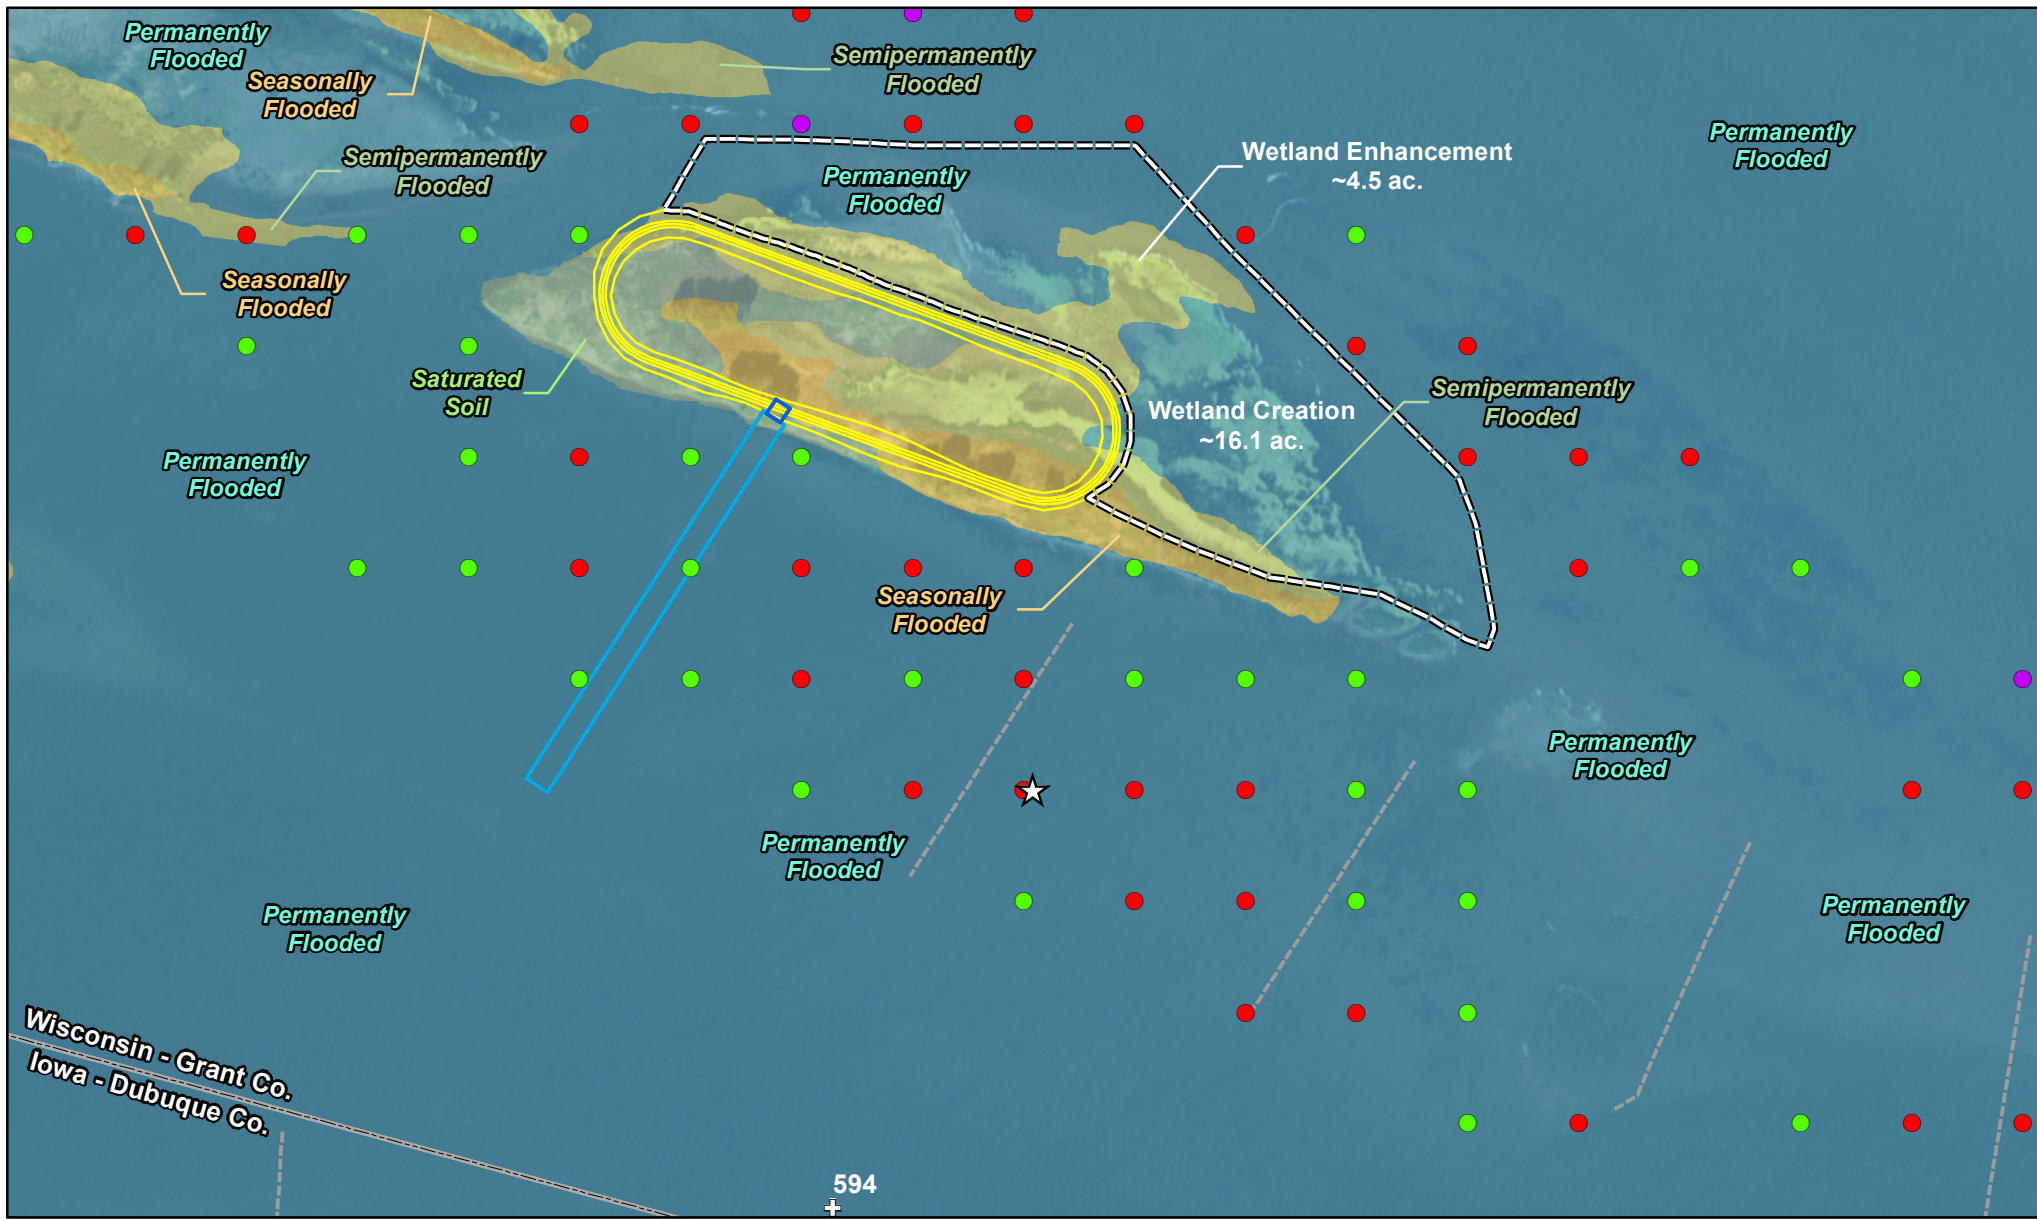 Permanently
Flooded
Seasonally
Flooded
Semipermanently
Flooded
Permanently
Flooded
Wetland Enhancement
~4.5 ac.
Semipermanently
Flooded
Permanently
Flooded
Seasonally
Flooded
Saturated
Soil
Semipermanently
Flooded
Wetland Creation
~16.1 ac.
Permanently
Flooded
Seasonally
Flooded
Permanently
Flooded
Permanently
Flooded
Permanently
Flooded
Permanently
Flooded
Wisconsin - Grant Co.
Iowa - Dubuque Co.
594